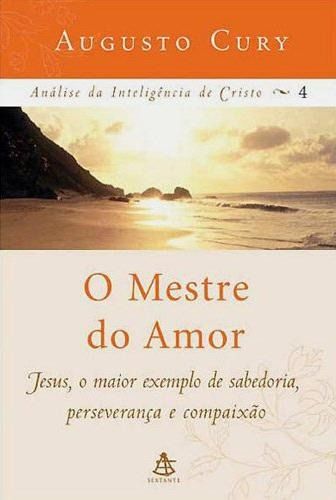 AUGUSTO CURY
Análise da Inteligência de Cristo ~ 4
O Mestre
do Amor
Jesus, o maior exemplo de sabedoria,
perseverança e compaixão
SEXTANTE